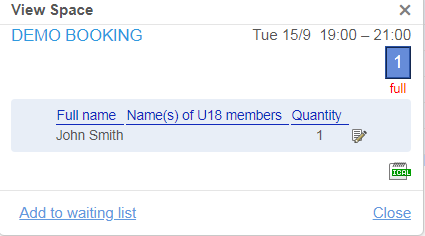 View Space ×
DEMO BOOKING Tue 15/9 19:00 – 21:00
1
full
Full name Name(s) of U18 members Quantity
John Smith 1
ICAL
Add to waiting list Close